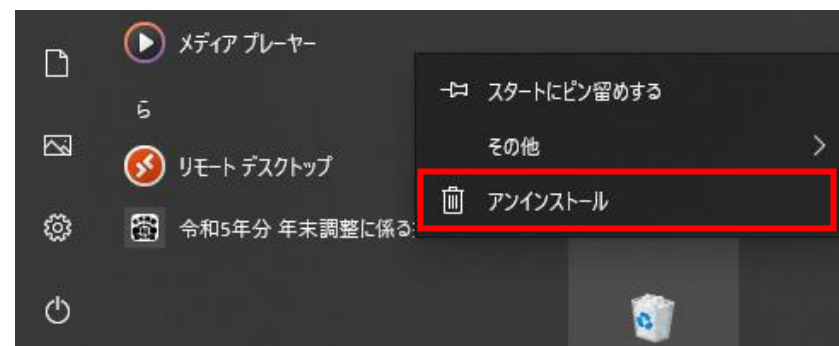 メディア プレーヤー
ら
リモート デスクトップ
令和5年分 年末調整に係る
スタートにピン留めする
その他
アンインストール